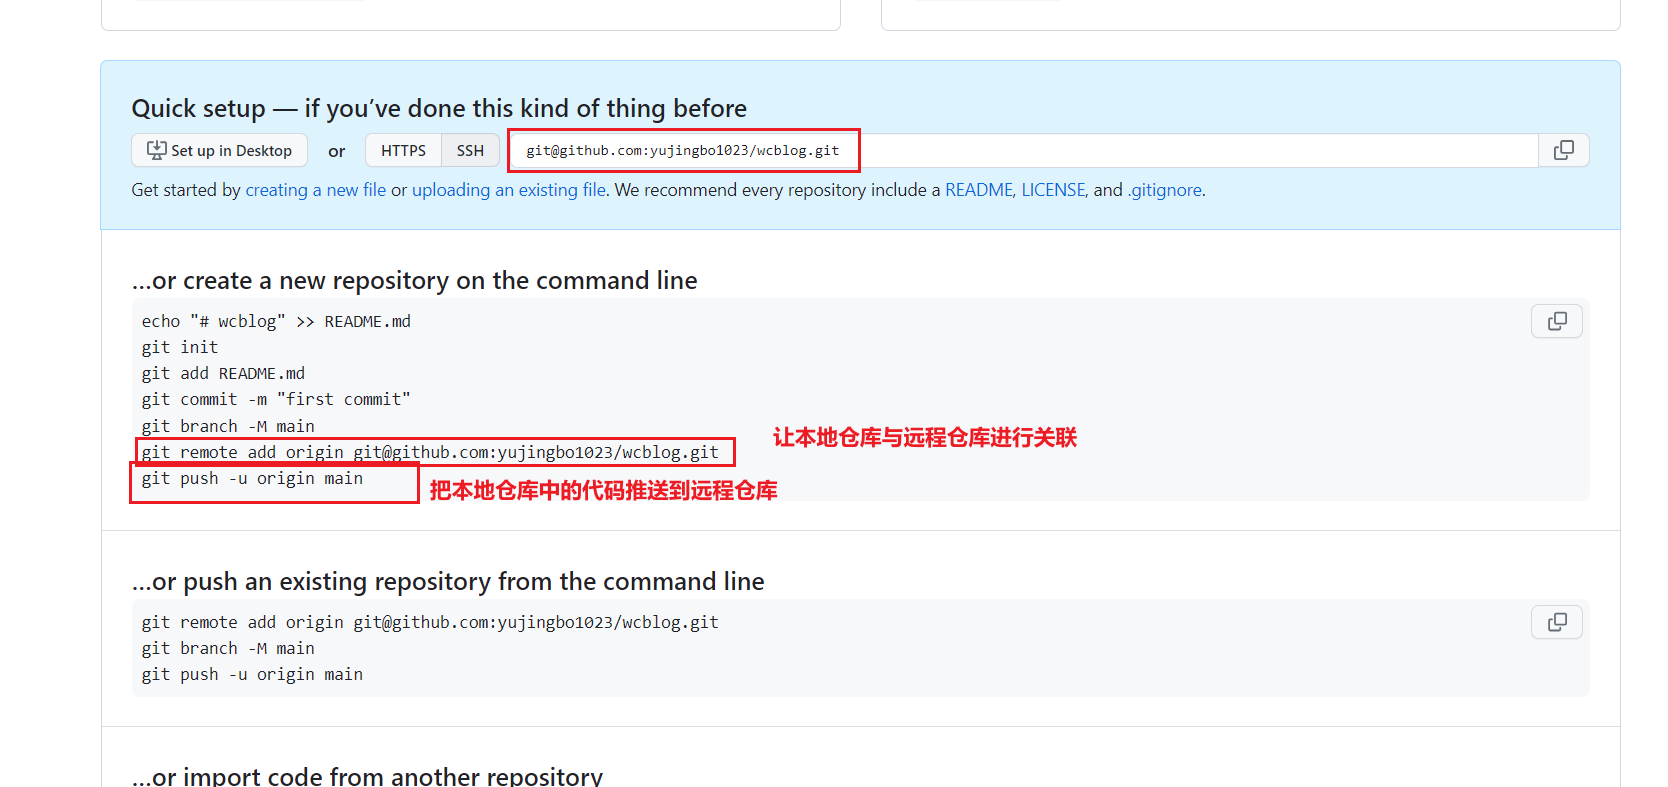 Quick setup — if you’ve done this kind of thing before
Set up in Desktop or HTTPS SSH git@github.com:yujingbo1023/wcblog.git
Get started by creating a new file or uploading an existing file. We recommend every repository include a README, LICENSE, and .gitignore.
…or create a new repository on the command line
echo "# wcblog" >> README.md
git init
git add README.md
git commit -m "first commit"
git branch -M main
git remote add origin git@github.com:yujingbo1023/wcblog.git
让本地仓库与远程仓库进行关联
git push -u origin main
把本地仓库中的代码推送到远程仓库
…or push an existing repository from the command line
git remote add origin git@github.com:yujingbo1023/wcblog.git
git branch -M main
git push -u origin main
…or import code from another repository